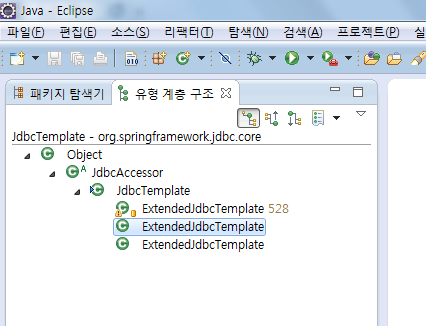 Java - Eclipse
파일(F) 편집(E) 소스(S) 리팩터(T) 탐색(N) 검색(A) 프로젝트(P) 실
패키지 탐색기 유형 계층 구조
JdbcTemplate - org.springframework.jdbc.core
Object
JdbcAccessor
JdbcTemplate
ExtendedJdbcTemplate 528
ExtendedJdbcTemplate
ExtendedJdbcTemplate